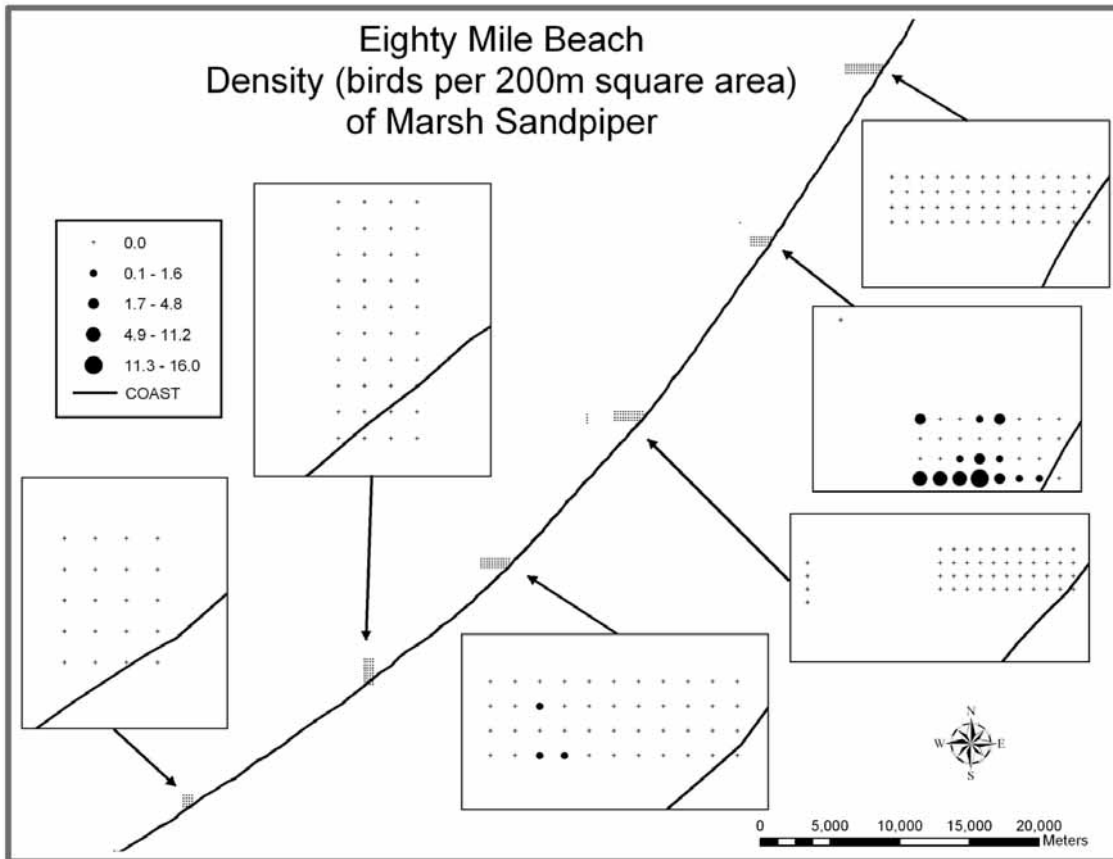 Eighty Mile Beach
Density (birds per 200m square area)
of Marsh Sandpiper
0.0
0.1 - 1.6
1.7 - 4.8
4.9 - 11.2
11.3 - 16.0
COAST
N
W E
S
0 5,000 10,000 15,000 20,000
Meters